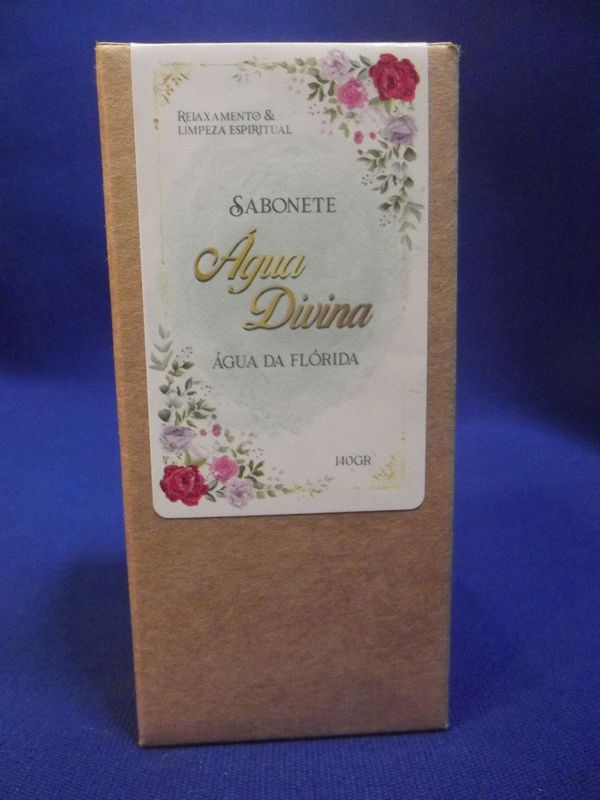 Relaxamento &
limpeza espiritual
Sabonete
Água
Divina
Água da Flórida
140gr